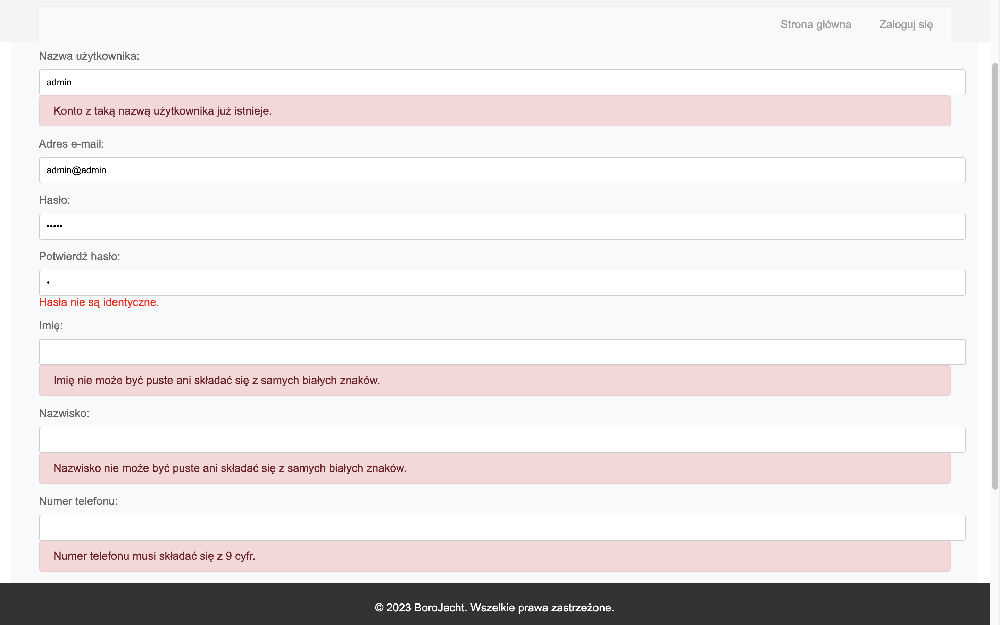 Strona główna Zaloguj się
Nazwa użytkownika:
admin
Konto z taką nazwą użytkownika już istnieje.
Adres e-mail:
admin@admin
Hasło:
•••••
Potwierdź hasło:
•
Hasła nie są identyczne.
Imię:
Imię nie może być puste ani składać się z samych białych znaków.
Nazwisko:
Nazwisko nie może być puste ani składać się z samych białych znaków.
Numer telefonu:
Numer telefonu musi składać się z 9 cyfr.
© 2023 BoroJacht. Wszelkie prawa zastrzeżone.